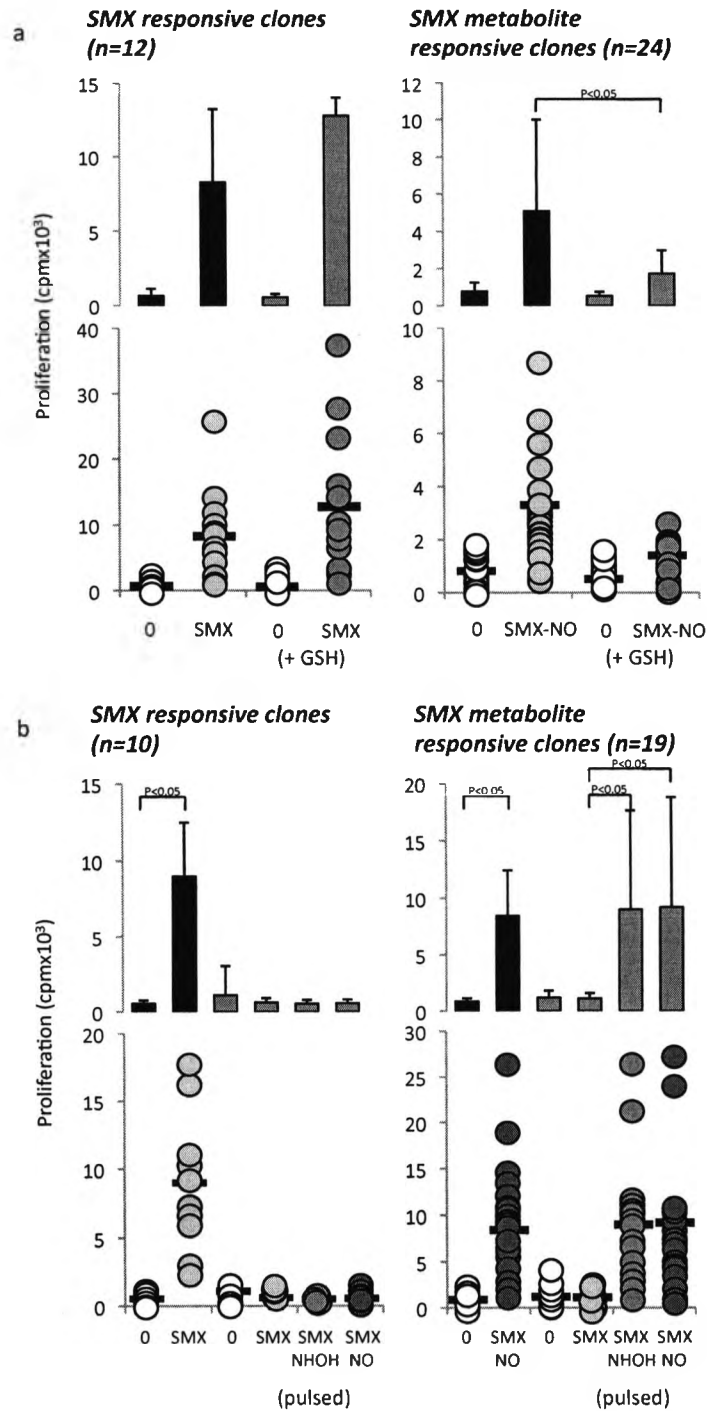 a
SMX responsive clones
(n=12)
SMX metabolite
responsive clones (n=24)
Proliferation (cpmx10³)
15
10
5
0
40
30
20
10
0
0 SMX 0 SMX
(+ GSH)
12
10
8
6
4
2
0
P<0.05
10
8
6
4
2
0
0 SMX-NO 0 SMX-NO
(+ GSH)
b
SMX responsive clones
(n=10)
SMX metabolite
responsive clones (n=19)
Proliferation (cpmx10³)
15
10
5
0
P<0.05
20
15
10
5
0
0 SMX 0 SMX SMX SMX
NHOH NO
(pulsed)
20
15
10
5
0
P<0.05
P<0.05
P<0.05
30
25
20
15
10
5
0
0 SMX 0 SMX SMX SMX
NO NHOH NO
(pulsed)